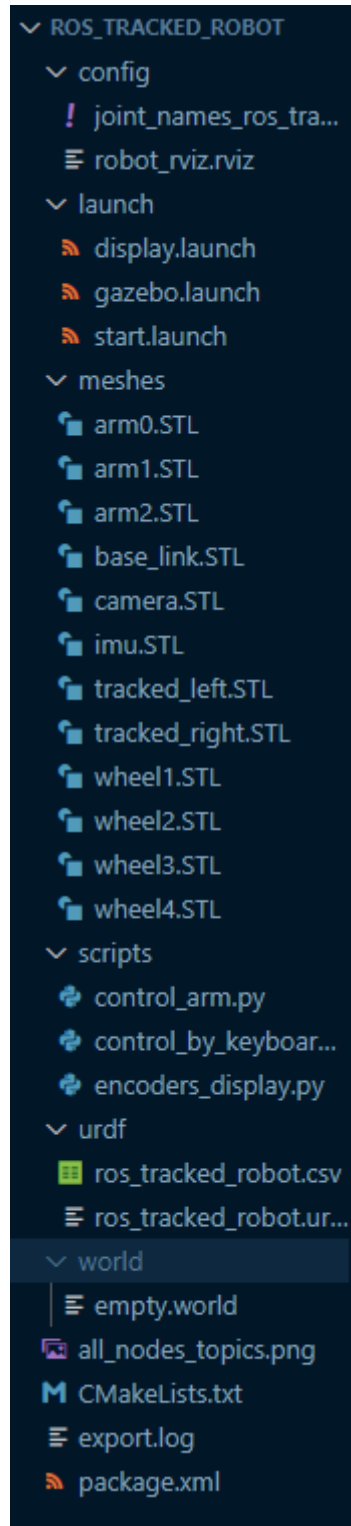 ROS_TRACKED_ROBOT
config
joint_names_ros_tra...
robot_rviz.rviz
launch
display.launch
gazebo.launch
start.launch
meshes
arm0.STL
arm1.STL
arm2.STL
base_link.STL
camera.STL
imu.STL
tracked_left.STL
tracked_right.STL
wheel1.STL
wheel2.STL
wheel3.STL
wheel4.STL
scripts
control_arm.py
control_by_keyboar...
encoders_display.py
urdf
ros_tracked_robot.csv
ros_tracked_robot.ur...
world
empty.world
all_nodes_topics.png
M CMakeLists.txt
export.log
package.xml